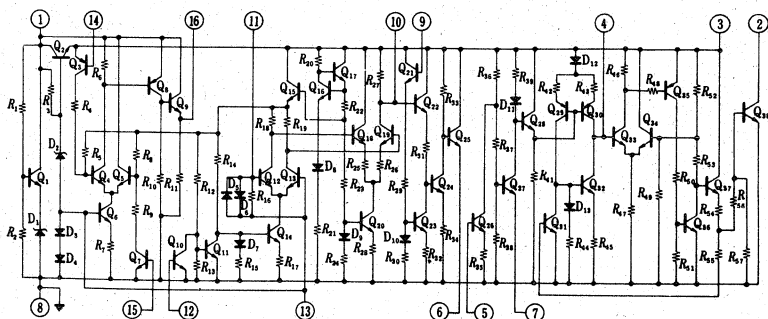 1 14 16 11 10 9 4 3 2
Q2 Q3 R5 Q8 Q9 Q15 R20 Q17 Q16 R27 Q21 Q22 R33 R36 R39 D12 R46 R48 Q35 R52 Q38
R1 R3 R4 R22 D11 Q28 R42 R43 Q29 Q30 Q33 Q34
D2 R5 R8 R14 R18 R19 Q18 Q19 Q25
Q1 Q4 Q5 R10 R11 R12 D5 D6 Q12 Q13 D8 R25 R26 R31 R37 R41 R50 R53
R2 D1 D3 Q6 R9 R16 R23 R29 Q24 Q27 Q32 R47 R49 Q37 R58
D4 R7 Q7 Q10 Q11 D7 Q14 R21 D9 Q20 D10 Q23 R34 Q26 R38 Q31 D13 Q36 R56
R13 R15 R17 R24 R28 R30 R32 R35 R44 R45 R51 R55 R57
8 15 12 13 6 5 7